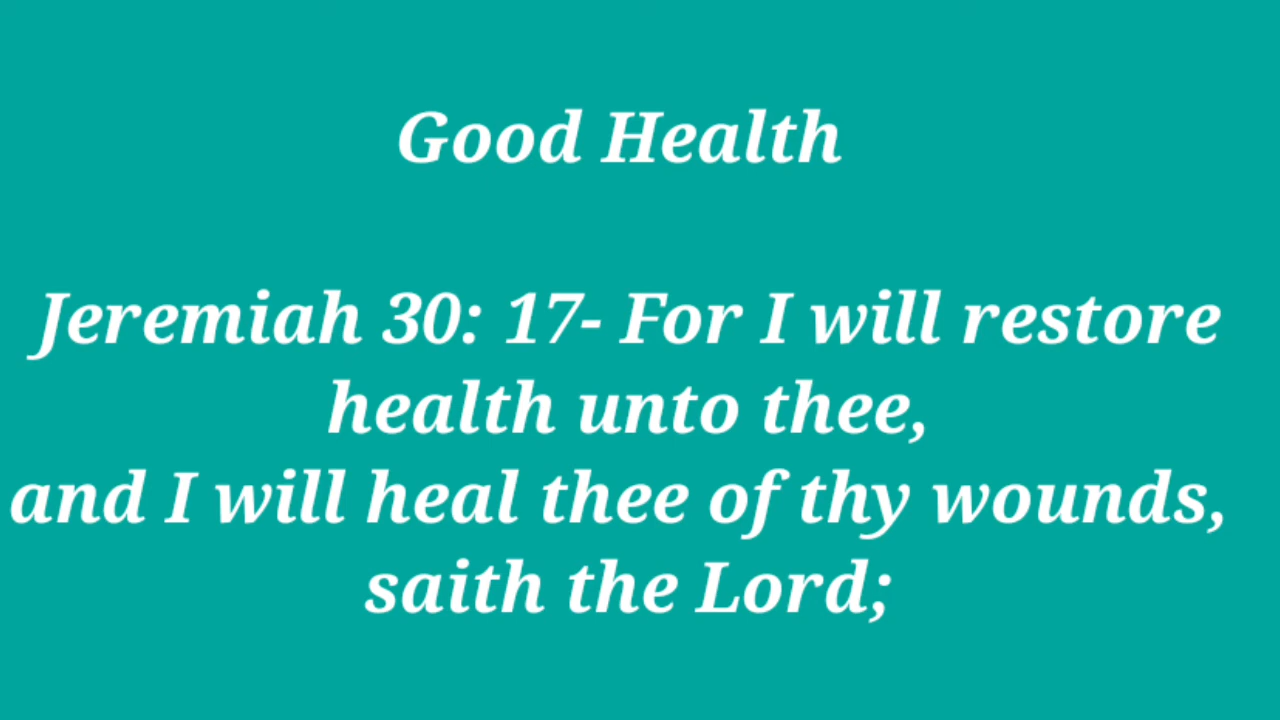 Good Health
Jeremiah 30: 17- For I will restore
health unto thee,
and I will heal thee of thy wounds,
saith the Lord;